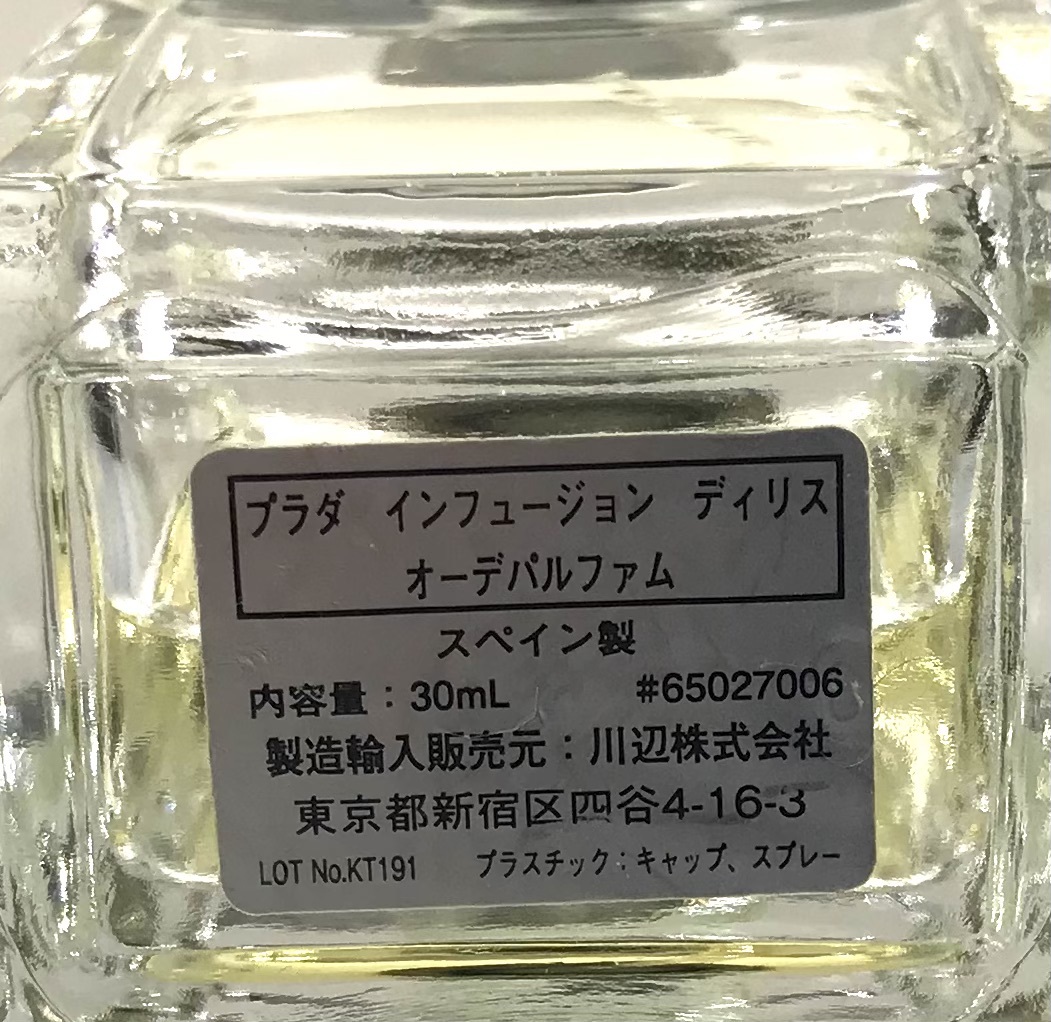 プラダ　インフュージョン　ディリス
オーデパルファム
スペイン製
内容量：30mL　#65027006
製造輸入販売元：川辺株式会社
東京都新宿区四谷4-16-3
LOT No.KT191　プラスチック：キャップ、スプレー